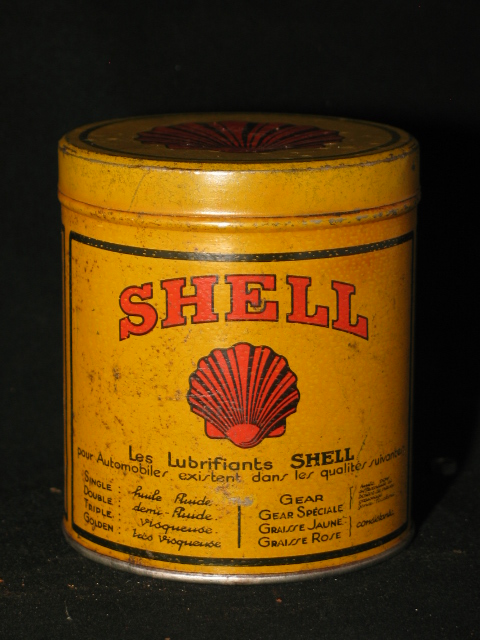 SHELL
Les Lubrifiants SHELL
pour Automobiles existent dans les qualités suivantes
SINGLE : huile fluide
DOUBLE : demi-fluide
TRIPLE : visqueuse
GOLDEN : très visqueuse
GEAR
GEAR SPÉCIALE
GRAISSE JAUNE
GRAISSE ROSE
consistante